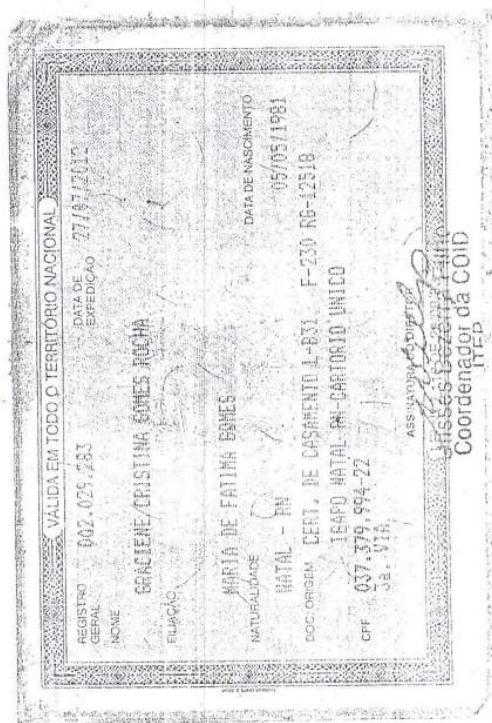 VÁLIDA EM TODO O TERRITÓRIO NACIONAL
REGISTRO GERAL 002.029.283 DATA DE EXPEDIÇÃO 27/07/2012
NOME
GRACIENE CRISTINA GOMES ROCHA
FILIAÇÃO
MARIA DE FATIMA GOMES
NATURALIDADE DATA DE NASCIMENTO
NATAL - RN 05/05/1981
DOC. ORIGEM CERT. DE CASAMENTO L-B31 F-230 RG-12518
IGAPO NATAL RN-CARTORIO UNICO
CPF 037.379.994-22
3a. VIA
ASSINATURA DO DIRETOR
Coordenador da COID
ITEP